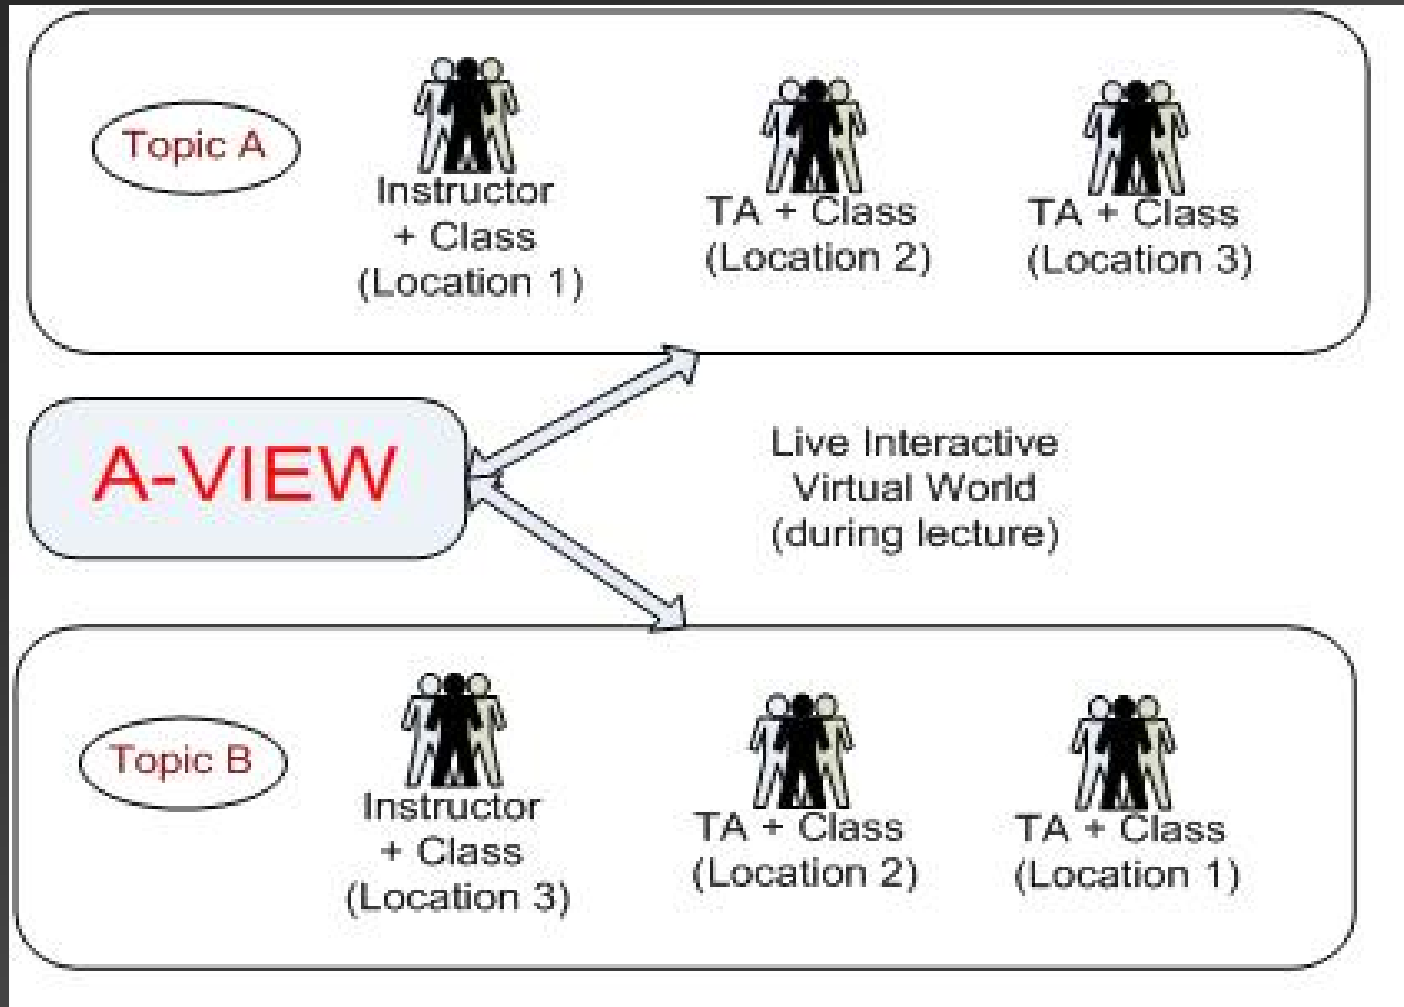 Topic A
Instructor
+ Class
(Location 1)
TA + Class
(Location 2)
TA + Class
(Location 3)
A-VIEW
Live Interactive
Virtual World
(during lecture)
Topic B
Instructor
+ Class
(Location 3)
TA + Class
(Location 2)
TA + Class
(Location 1)